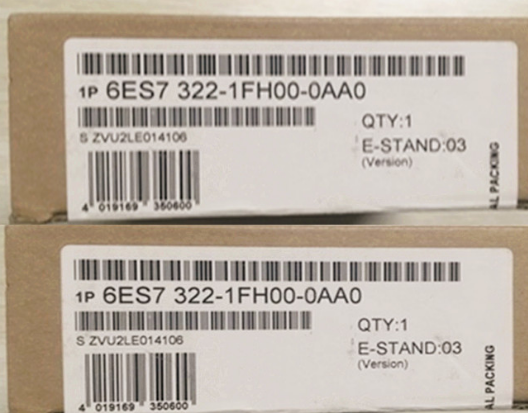 1P 6ES7 322-1FH00-0AA0
S ZVU2LE014106
QTY:1
E-STAND:03
(Version)
4 019169 350600
AL PACKING
1P 6ES7 322-1FH00-0AA0
S ZVU2LE014106
QTY:1
E-STAND:03
(Version)
4 019169 350600
AL PACKING